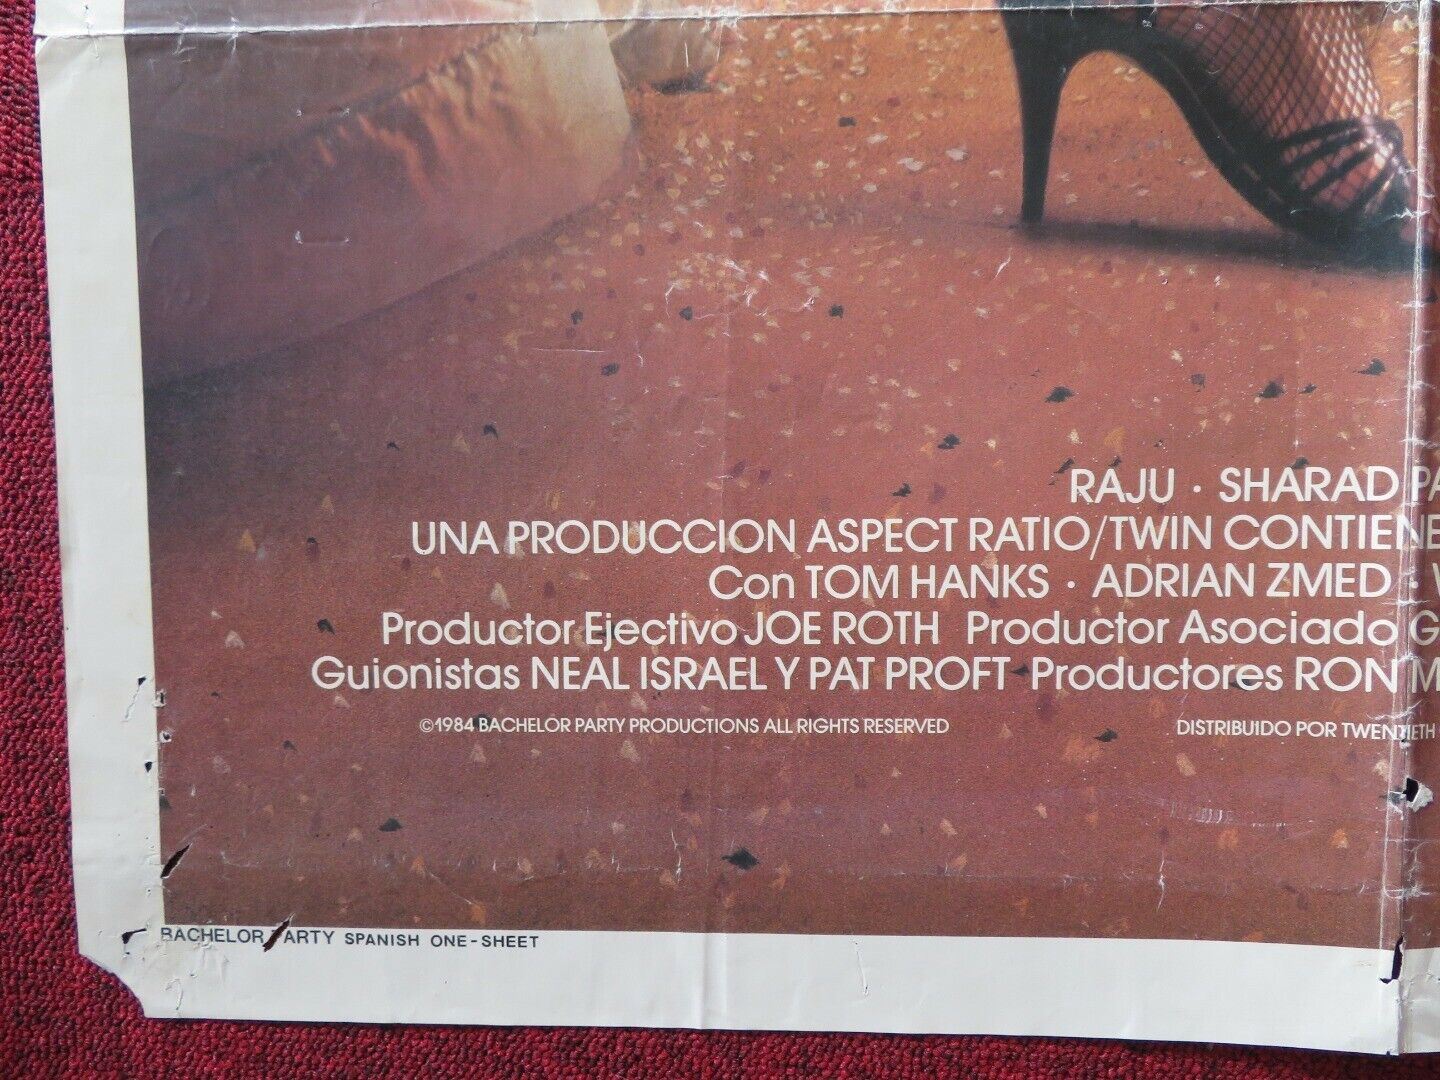 RAJU · SHARAD
UNA PRODUCCION ASPECT RATIO/TWIN CONTIENE
Con TOM HANKS · ADRIAN ZMED ·
Productor Ejectivo JOE ROTH Productor Asociado G
Guionistas NEAL ISRAEL Y PAT PROFT Productores RON M
©1984 BACHELOR PARTY PRODUCTIONS ALL RIGHTS RESERVED DISTRIBUIDO POR TWENTIETH
BACHELOR PARTY SPANISH ONE-SHEET